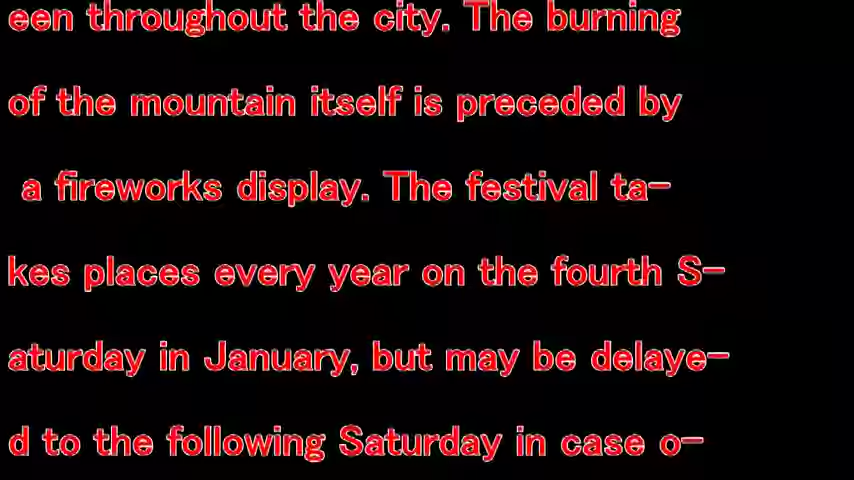 een throughout the city. The burning
of the mountain itself is preceded by
a fireworks display. The festival ta-
kes places every year on the fourth S-
aturday in January, but may be delaye-
d to the following Saturday in case o-